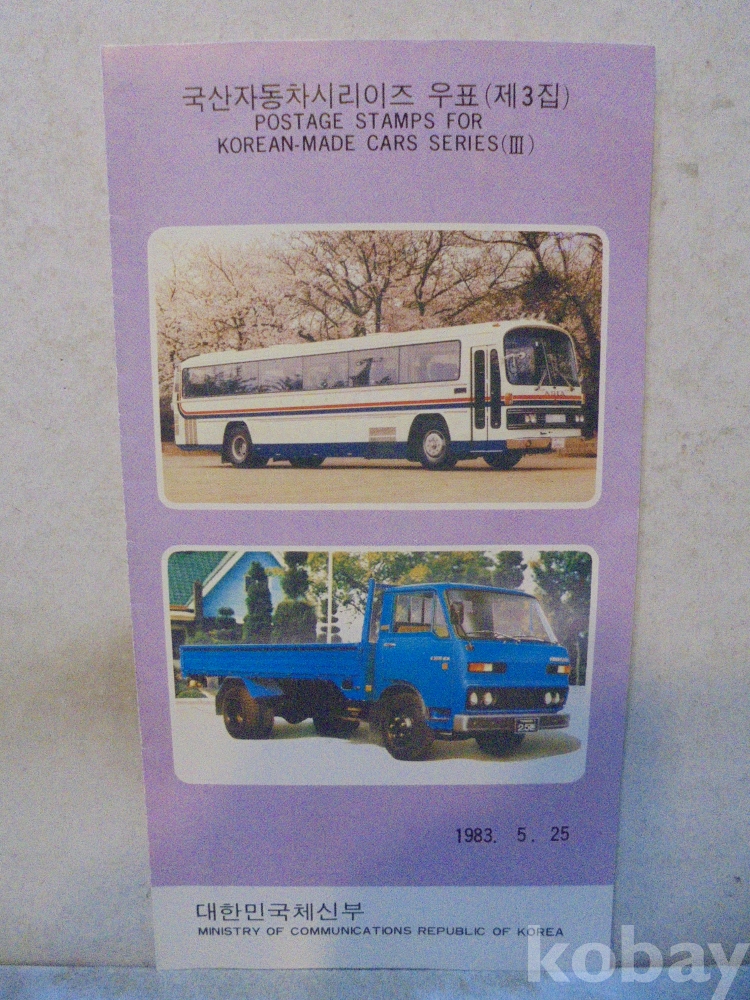 국산자동차시리이즈 우표(제3집)
POSTAGE STAMPS FOR
KOREAN-MADE CARS SERIES(Ⅲ)
ASIA
1983. 5. 25
대한민국체신부
MINISTRY OF COMMUNICATIONS REPUBLIC OF KOREA
kobay